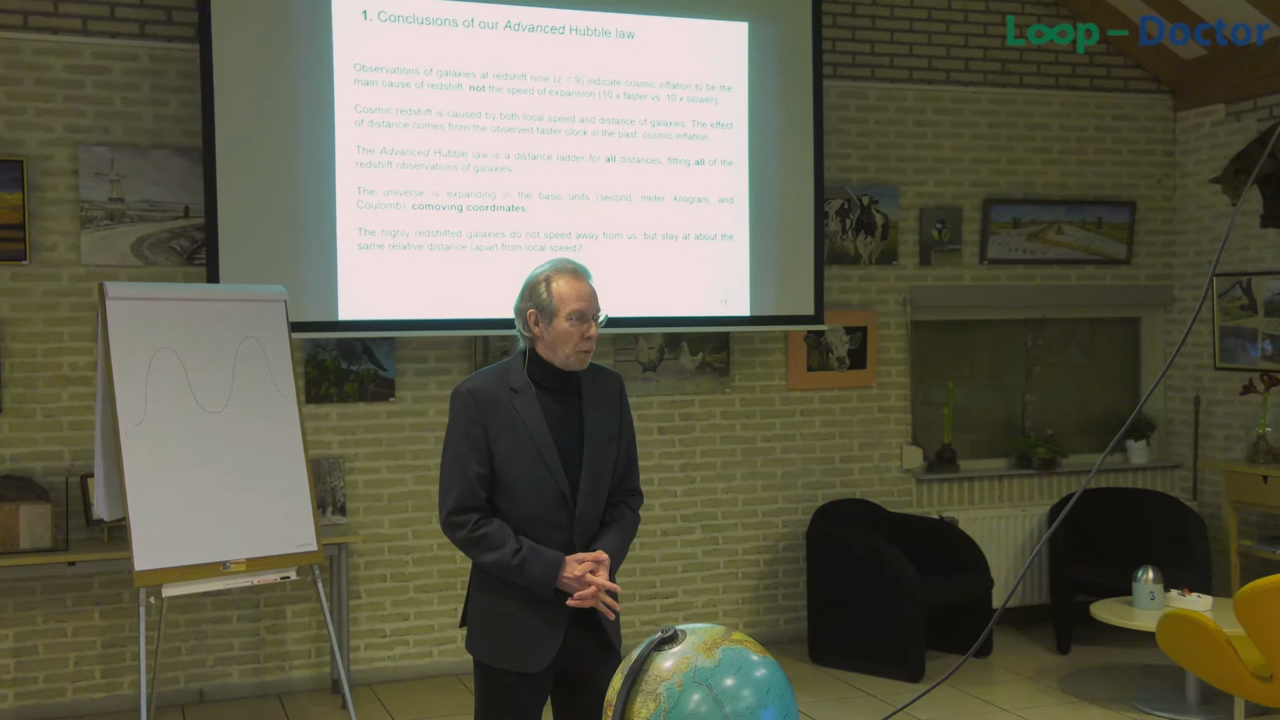 Loop – Doctor
1. Conclusions of our Advanced Hubble law
Observations of galaxies at redshift nine (z = 9) indicate cosmic inflation to be the
main cause of redshift, not the speed of expansion (10 x faster vs. 10 x slower).
Cosmic redshift is caused by both local speed and distance of galaxies. The effect
of distance comes from the observed faster clock in the past: cosmic inflation.
The Advanced Hubble law is a distance ladder for all distances, fitting all of the
redshift observations of galaxies.
The universe is expanding in the basic units (second, meter, kilogram, and
Coulomb): comoving coordinates.
The highly redshifted galaxies do not speed away from us, but stay at about the
same relative distance (apart from local speed)!
17
3